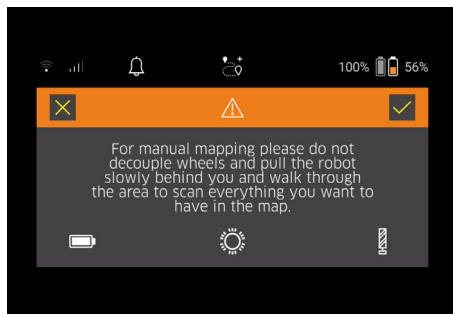 100% 56%
For manual mapping please do not
decouple wheels and pull the robot
slowly behind you and walk through
the area to scan everything you want to
have in the map.